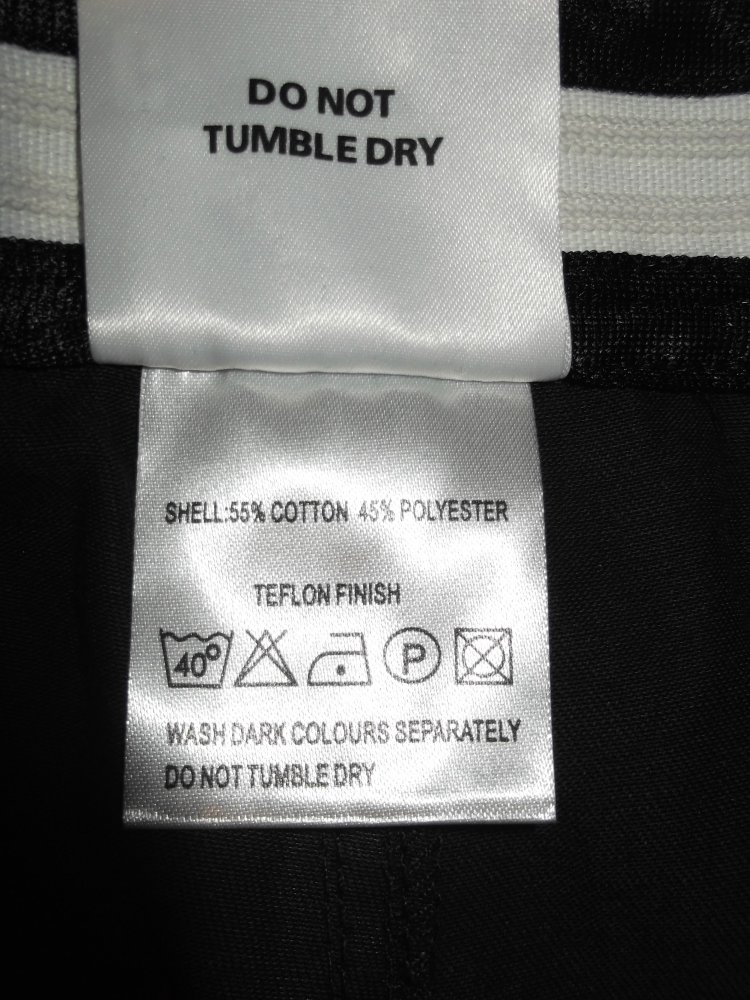 DO NOT
TUMBLE DRY
SHELL:55% COTTON 45% POLYESTER
TEFLON FINISH
40° P
WASH DARK COLOURS SEPARATELY
DO NOT TUMBLE DRY